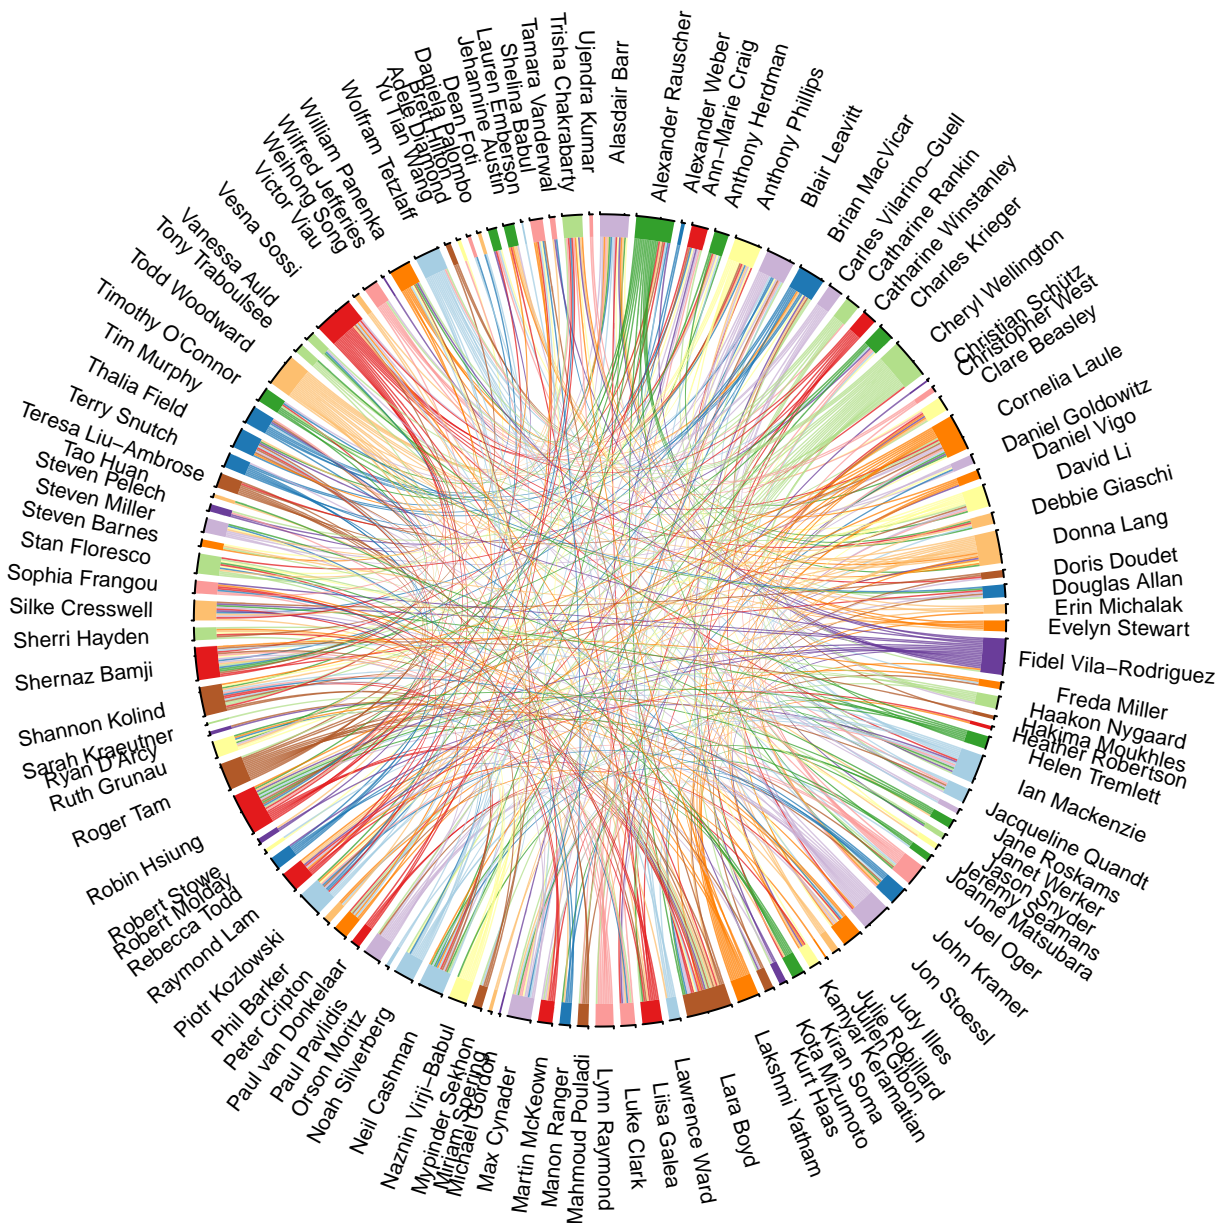 Alasdair Barr
Alexander Rauscher
Alexander Weber
Ann−Marie Craig
Anthony Herdman
Anthony Phillips
Blair Leavitt
Brian MacVicar
Carles Vilarino−Guell
Catharine Rankin
Catharine Winstanley
Charles Krieger
Cheryl Wellington
Christian Schütz
Christopher West
Clare Beasley
Cornelia Laule
Daniel Goldowitz
Daniel Vigo
David Li
Debbie Giaschi
Donna Lang
Doris Doudet
Douglas Allan
Erin Michalak
Evelyn Stewart
Fidel Vila−Rodriguez
Freda Miller
Haakon Nygaard
Hakima Moukhles
Heather Robertson
Helen Tremlett
Ian Mackenzie
Jacqueline Quandt
Jane Roskams
Janet Werker
Jason Snyder
Jeremy Seamans
Joanne Matsubara
Joel Oger
John Kramer
Jon Stoessl
Judy Illes
Julie Robillard
Julien Gibon
Kamyar Keramatian
Kiran Soma
Kota Mizumoto
Kurt Haas
Lakshmi Yatham
Lara Boyd
Lawrence Ward
Liisa Galea
Luke Clark
Lynn Raymond
Mahmoud Pouladi
Manon Ranger
Martin McKeown
Max Cynader
Michael Gordon
Miriam Spering
Mypinder Sekhon
Naznin Virji−Babul
Neil Cashman
Noah Silverberg
Orson Moritz
Paul Pavlidis
Paul van Donkelaar
Peter Cripton
Phil Barker
Piotr Kozlowski
Raymond Lam
Rebecca Todd
Robert Molday
Robert Stowe
Robin Hsiung
Roger Tam
Ruth Grunau
Ryan D'Arcy
Sarah Kraeutner
Shannon Kolind
Shernaz Bamji
Sherri Hayden
Silke Cresswell
Sophia Frangou
Stan Floresco
Steven Barnes
Steven Miller
Steven Pelech
Tao Huan
Teresa Liu−Ambrose
Terry Snutch
Thalia Field
Tim Murphy
Timothy O'Connor
Todd Woodward
Tony Traboulsee
Vanessa Auld
Vesna Sossi
Victor Viau
Weihong Song
Wilfred Jefferies
William Panenka
Wolfram Tetzlaff
Yu Tian Wang
Adele Diamond
Brett Hilton
Daniela Palombo
Dean Foti
Jehannine Austin
Lauren Emberson
Shelina Babul
Tamara Vanderwal
Trisha Chakrabarty
Ujendra Kumar